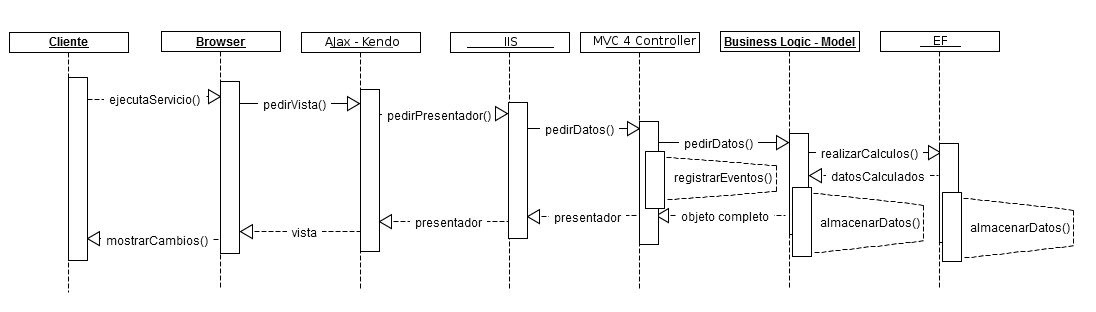 Cliente
Browser
AJax - Kendo
IIS
MVC 4 Controller
Business Logic - Model
EF
ejecutaServicio()
pedirVista()
pedirPresentador()
pedirDatos()
pedirDatos()
realizarCalculos()
datosCalculados
registrarEventos()
objeto completo
presentador
presentador
vista
mostrarCambios()
almacenarDatos()
almacenarDatos()